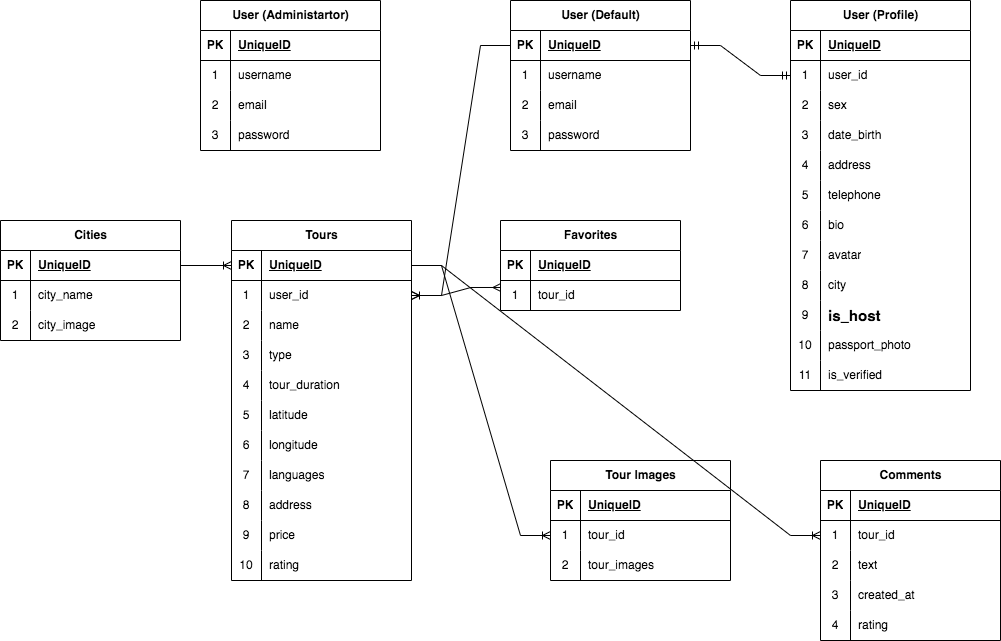 User (Administartor)
PK UniqueID
1 username
2 email
3 password
User (Default)
PK UniqueID
1 username
2 email
3 password
User (Profile)
PK UniqueID
1 user_id
2 sex
3 date_birth
4 address
5 telephone
6 bio
7 avatar
8 city
9 is_host
10 passport_photo
11 is_verified
Cities
PK UniqueID
1 city_name
2 city_image
Tours
PK UniqueID
1 user_id
2 name
3 type
4 tour_duration
5 latitude
6 longitude
7 languages
8 address
9 price
10 rating
Favorites
PK UniqueID
1 tour_id
Tour Images
PK UniqueID
1 tour_id
2 tour_images
Comments
PK UniqueID
1 tour_id
2 text
3 created_at
4 rating